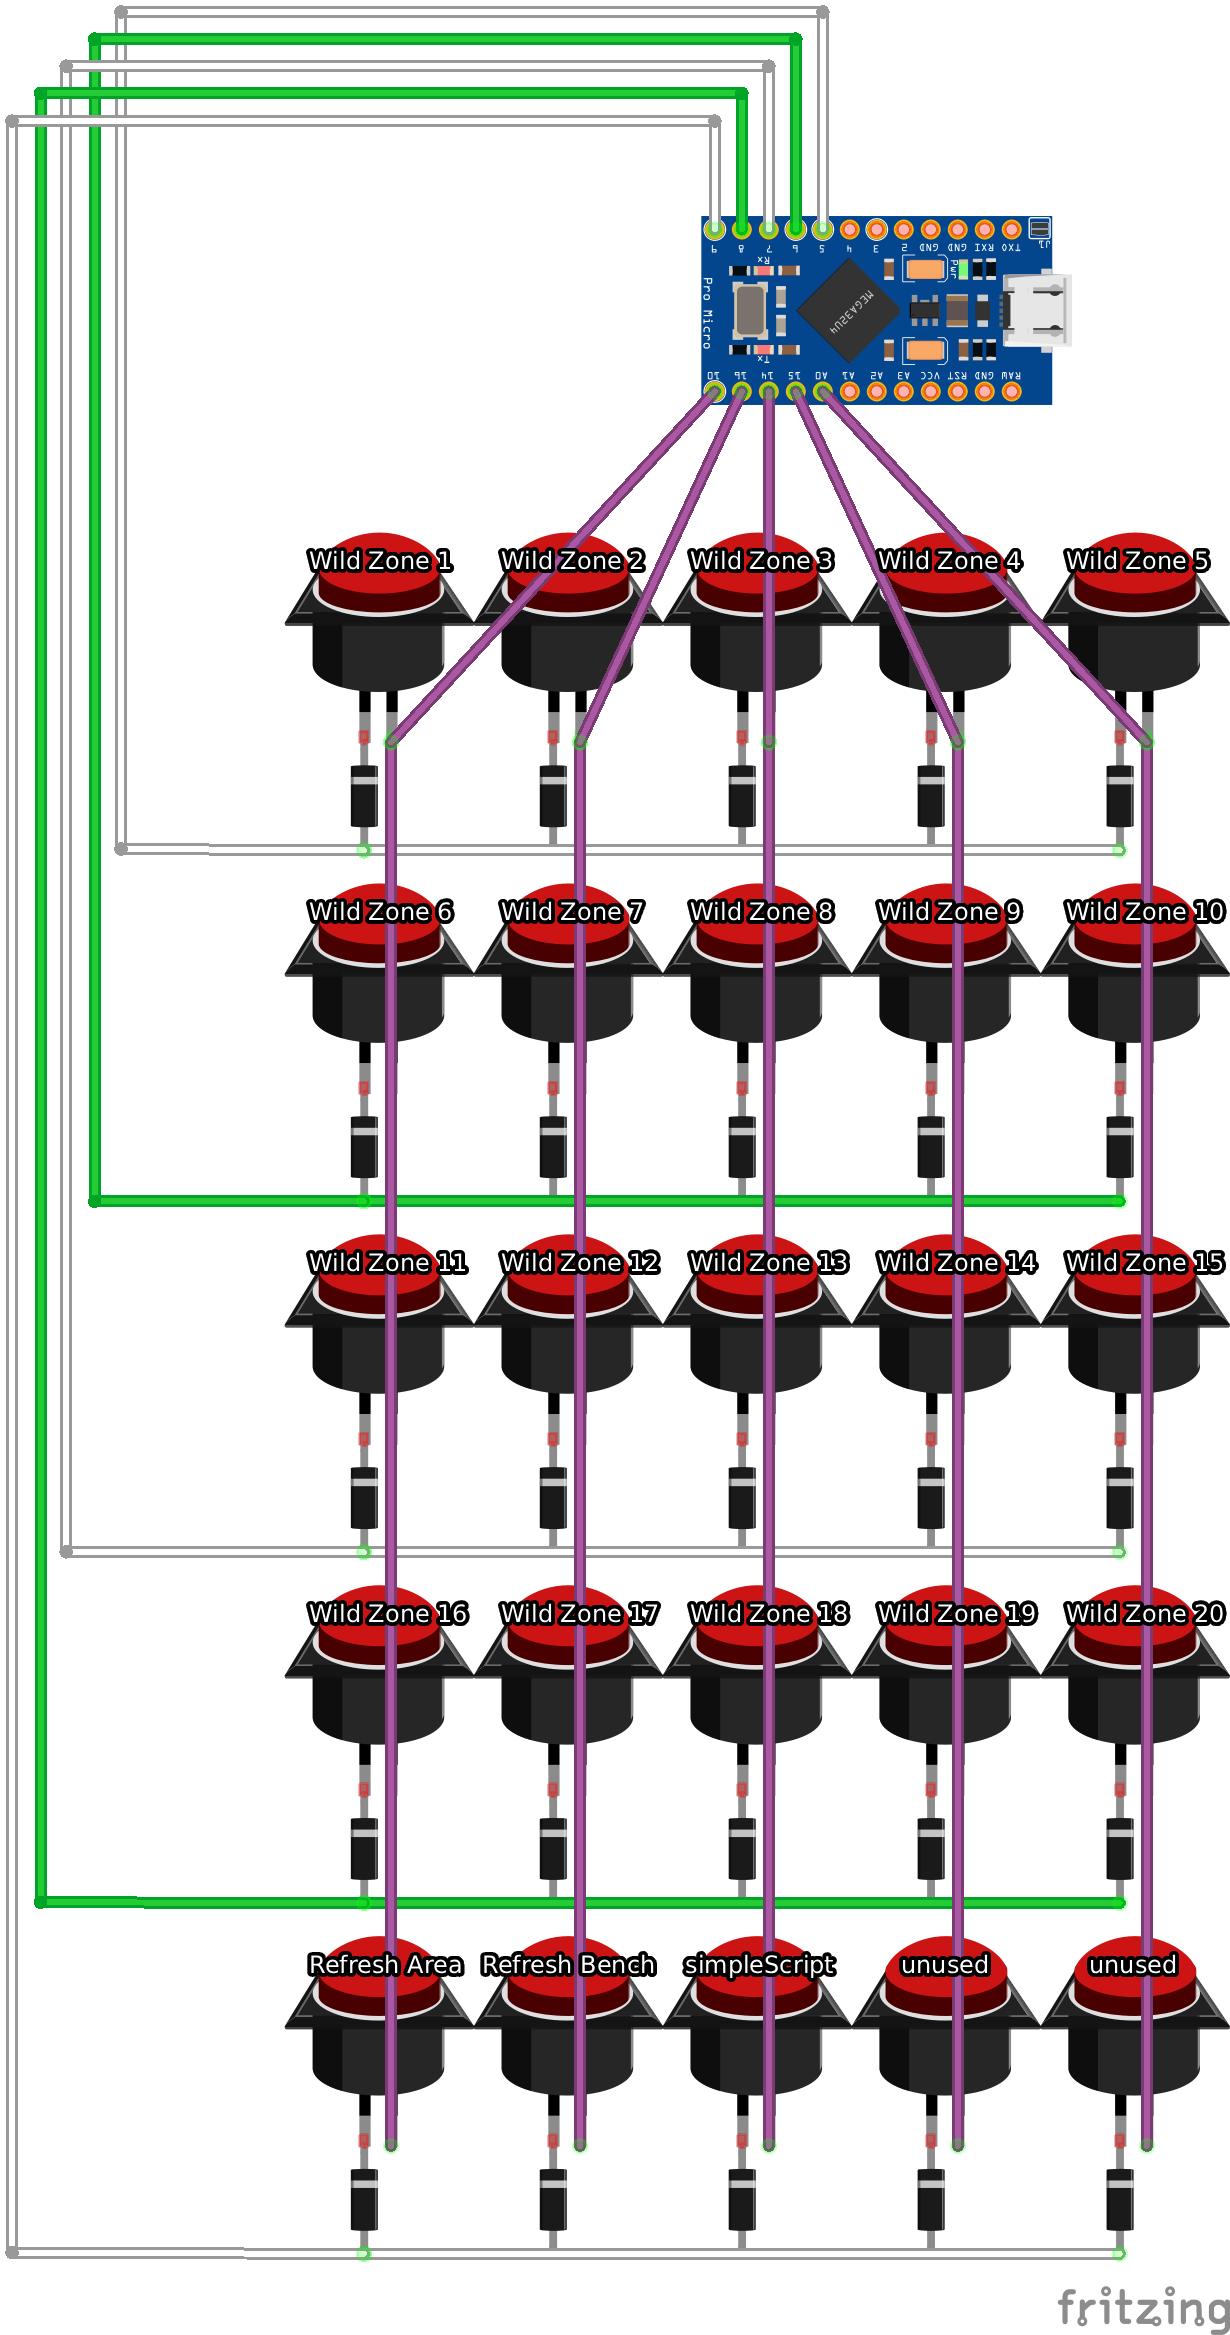 9 8 7 6 5 4 3 2 GND GND RXI TXO
J1
Rx
Pwr
Pro Micro
MEGA32U4
Tx
10 16 14 15 A0 A1 A2 A3 VCC RST GND RAW
Wild Zone 1 Wild Zone 2 Wild Zone 3 Wild Zone 4 Wild Zone 5
Wild Zone 6 Wild Zone 7 Wild Zone 8 Wild Zone 9 Wild Zone 10
Wild Zone 11 Wild Zone 12 Wild Zone 13 Wild Zone 14 Wild Zone 15
Wild Zone 16 Wild Zone 17 Wild Zone 18 Wild Zone 19 Wild Zone 20
Refresh Area Refresh Bench simpleScript unused unused
fritzing